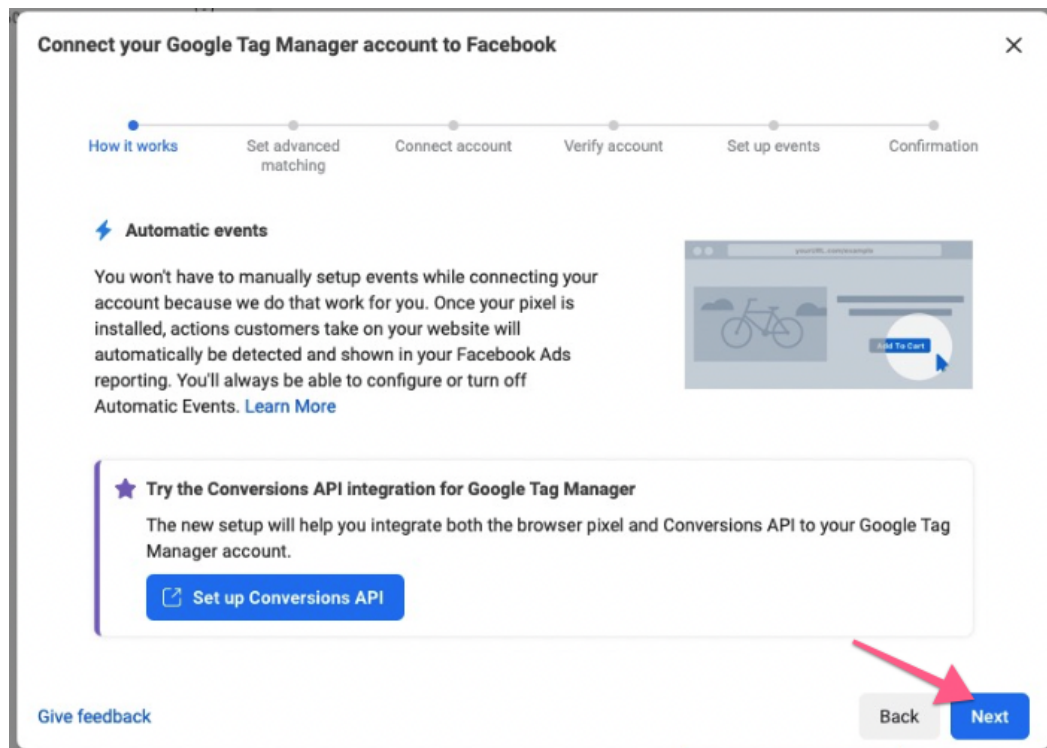 Connect your Google Tag Manager account to Facebook
How it works
Set advanced
matching
Connect account
Verify account
Set up events
Confirmation
Automatic events
You won't have to manually setup events while connecting your
account because we do that work for you. Once your pixel is
installed, actions customers take on your website will
automatically be detected and shown in your Facebook Ads
reporting. You'll always be able to configure or turn off
Automatic Events. Learn More
yourURL.com/example
Add To Cart
Try the Conversions API integration for Google Tag Manager
The new setup will help you integrate both the browser pixel and Conversions API to your Google Tag
Manager account.
Set up Conversions API
Give feedback
Back
Next